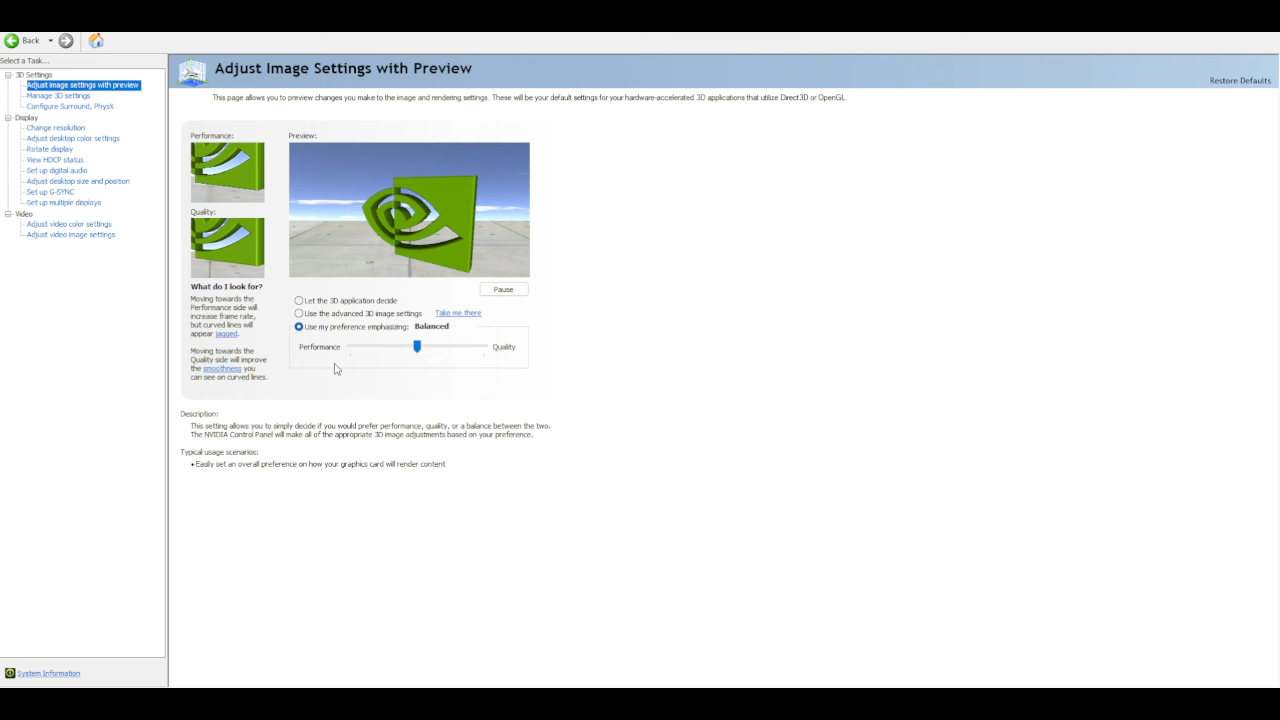 Back
Select a Task...
3D Settings
Adjust image settings with preview
Manage 3D settings
Configure Surround, PhysX
Display
Change resolution
Adjust desktop color settings
Rotate display
View HDCP status
Set up digital audio
Adjust desktop size and position
Set up G-SYNC
Set up multiple displays
Video
Adjust video color settings
Adjust video image settings
System Information
Adjust Image Settings with Preview
Restore Defaults
This page allows you to preview changes you make to the image and rendering settings. These will be your default settings for your hardware-accelerated 3D applications that utilize Direct3D or OpenGL.
Performance:
Quality:
What do I look for?
Moving towards the
Performance side will
increase frame rate,
but curved lines will
appear jagged.
Moving towards the
Quality side will improve
the smoothness you
can see on curved lines.
Preview:
Pause
Let the 3D application decide
Use the advanced 3D image settings Take me there
Use my preference emphasizing: Balanced
Performance Quality
Description:
This setting allows you to simply decide if you would prefer performance, quality, or a balance between the two.
The NVIDIA Control Panel will make all of the appropriate 3D image adjustments based on your preference.
Typical usage scenarios:
• Easily set an overall preference on how your graphics card will render content